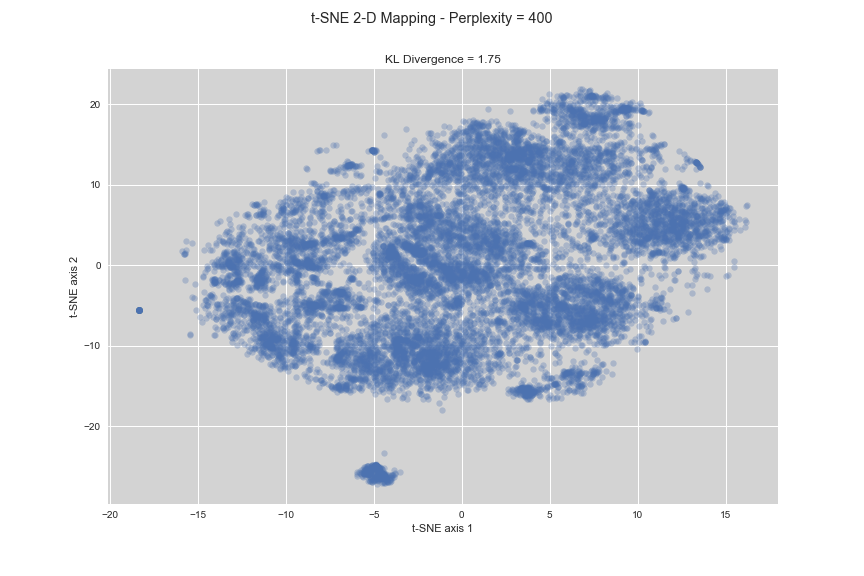 t-SNE 2-D Mapping - Perplexity = 400
KL Divergence = 1.75
20
10
0
−10
−20
t-SNE axis 2
−20 −15 −10 −5 0 5 10 15
t-SNE axis 1